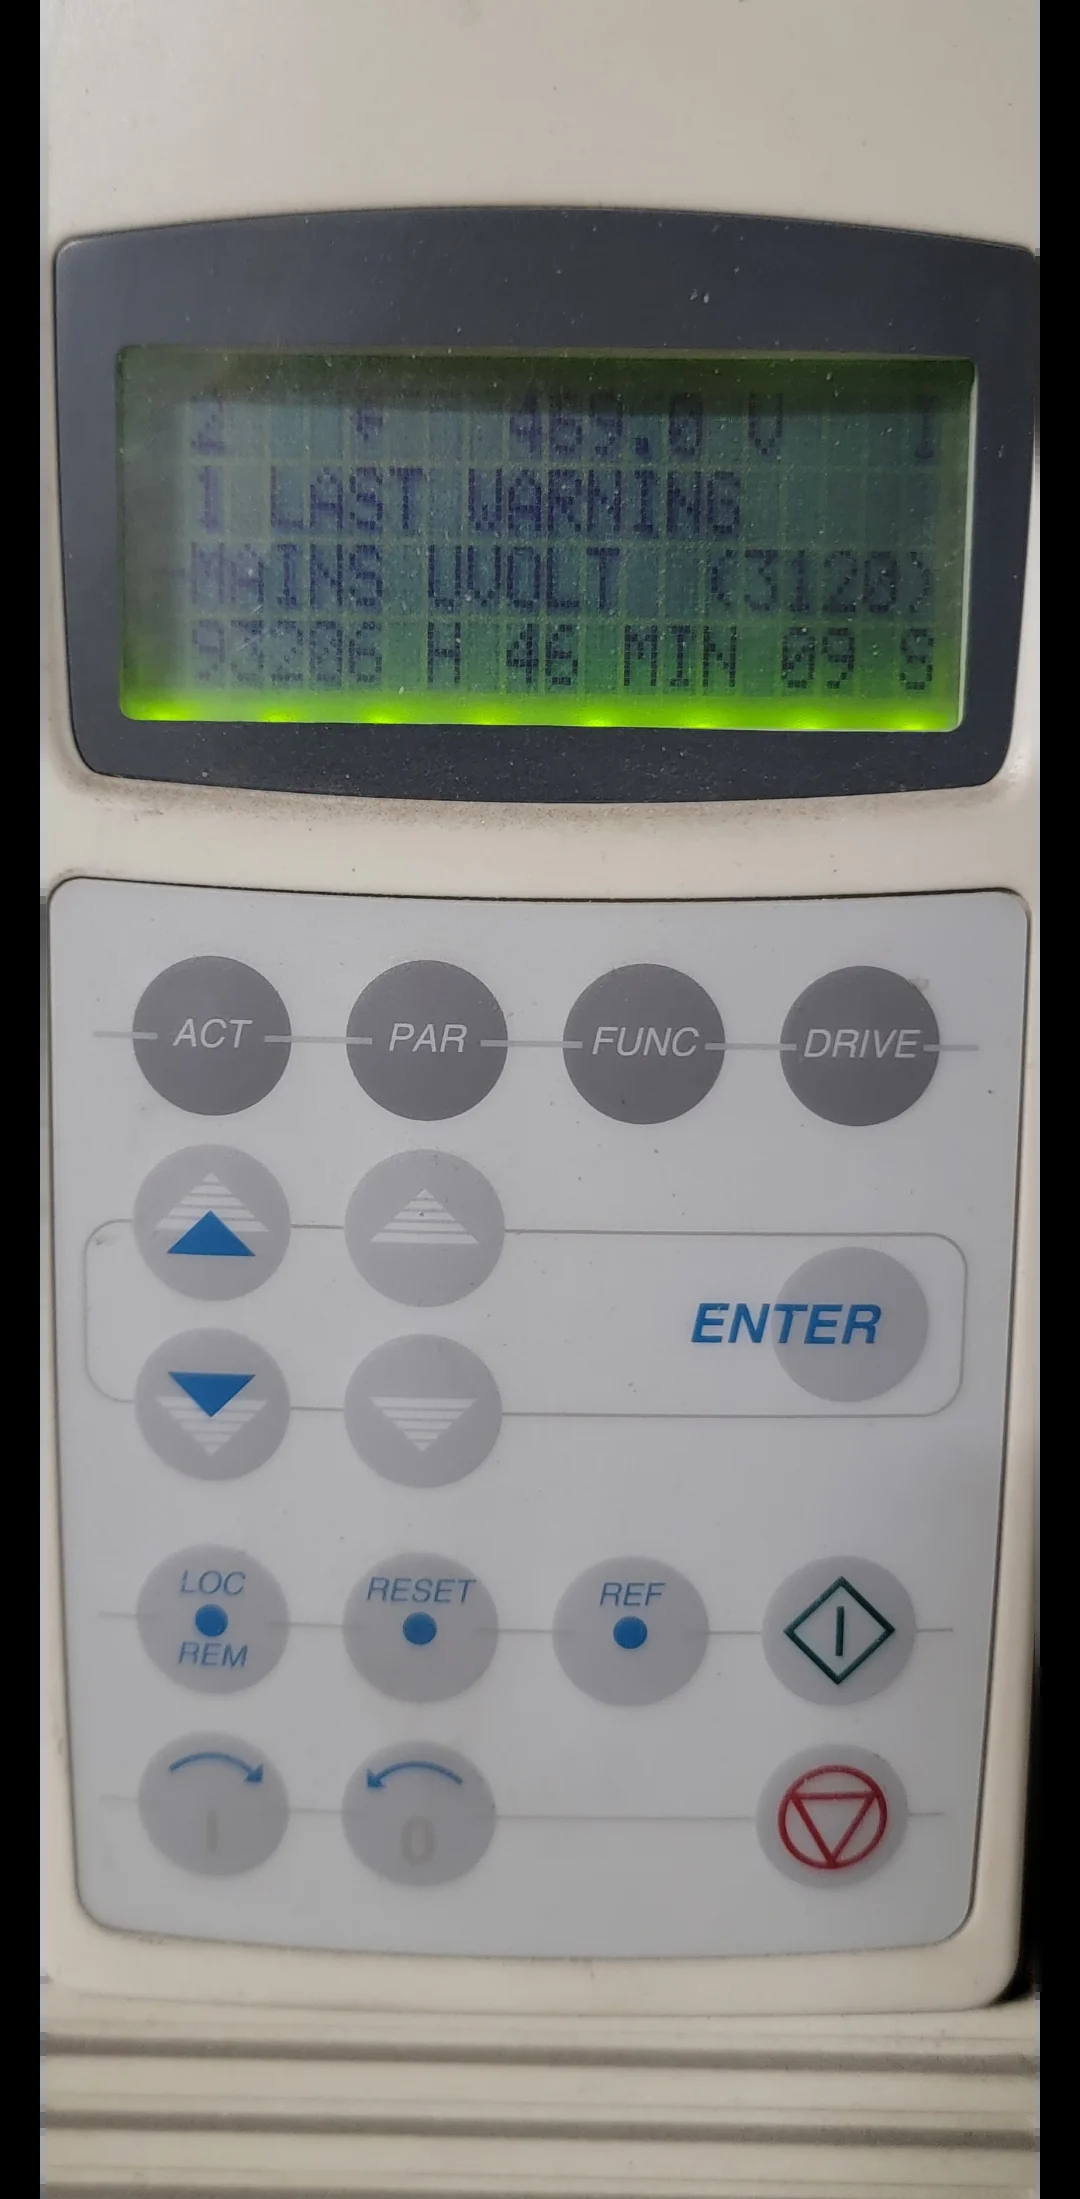 2 469.0 V I
1 LAST WARNING
MAINS UVOLT (3120)
93286 H 46 MIN 09 S
ACT PAR FUNC DRIVE
ENTER
LOC
REM
RESET
REF
I
I
0